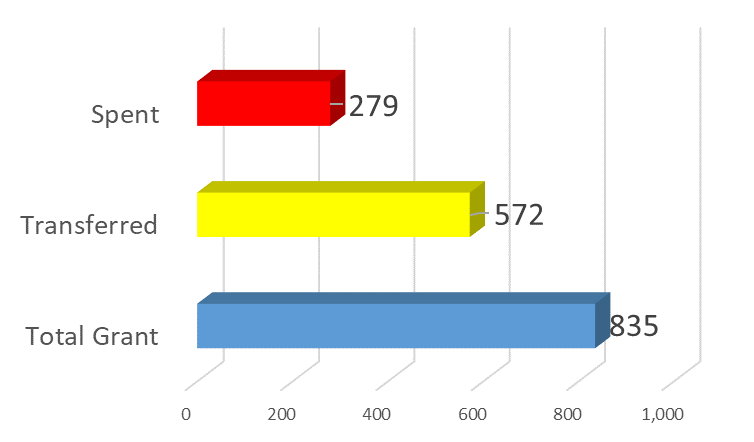 Spent
279
Transferred
572
Total Grant
835
0 200 400 600 800 1,000